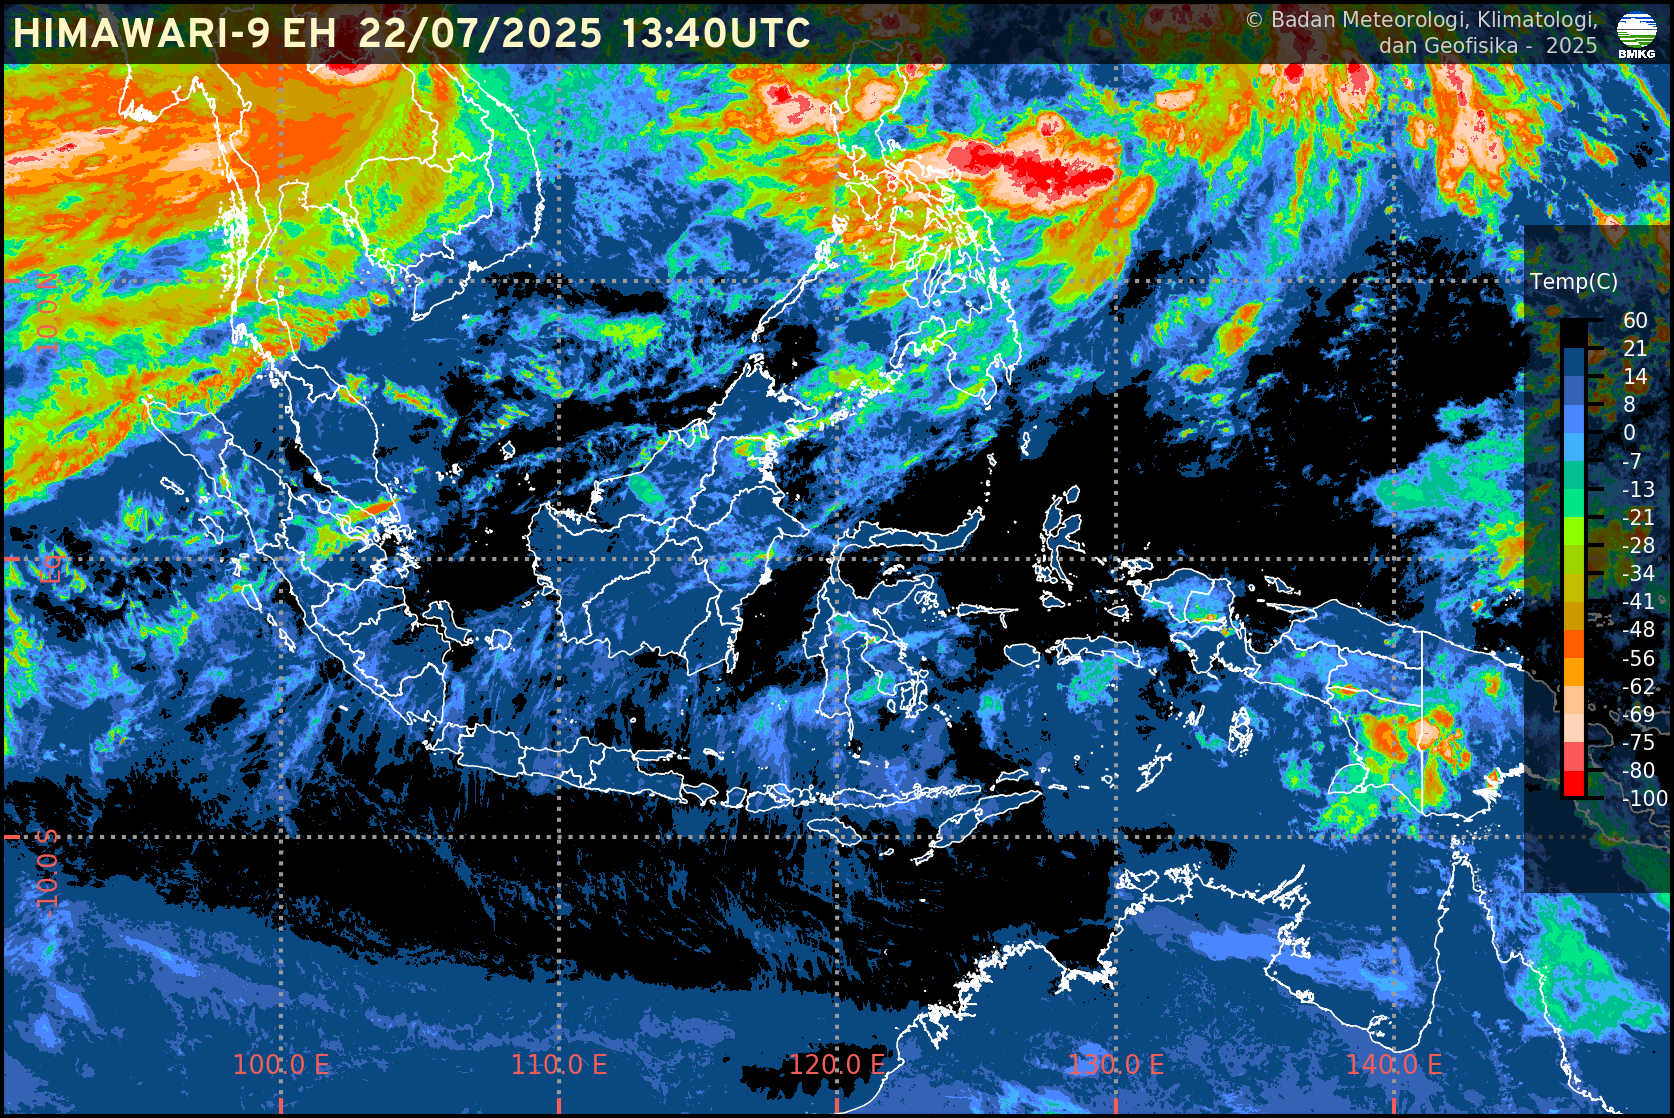 HIMAWARI-9 EH 22/07/2025 13:40UTC
© Badan Meteorologi, Klimatologi,
dan Geofisika - 2025
BMKG
Temp(C)
60
21
14
8
0
-7
-13
-21
-28
-34
-41
-48
-56
-62
-69
-75
-80
-100
10.0 N
Eq
-10.0 S
100.0 E
110.0 E
120.0 E
130.0 E
140.0 E